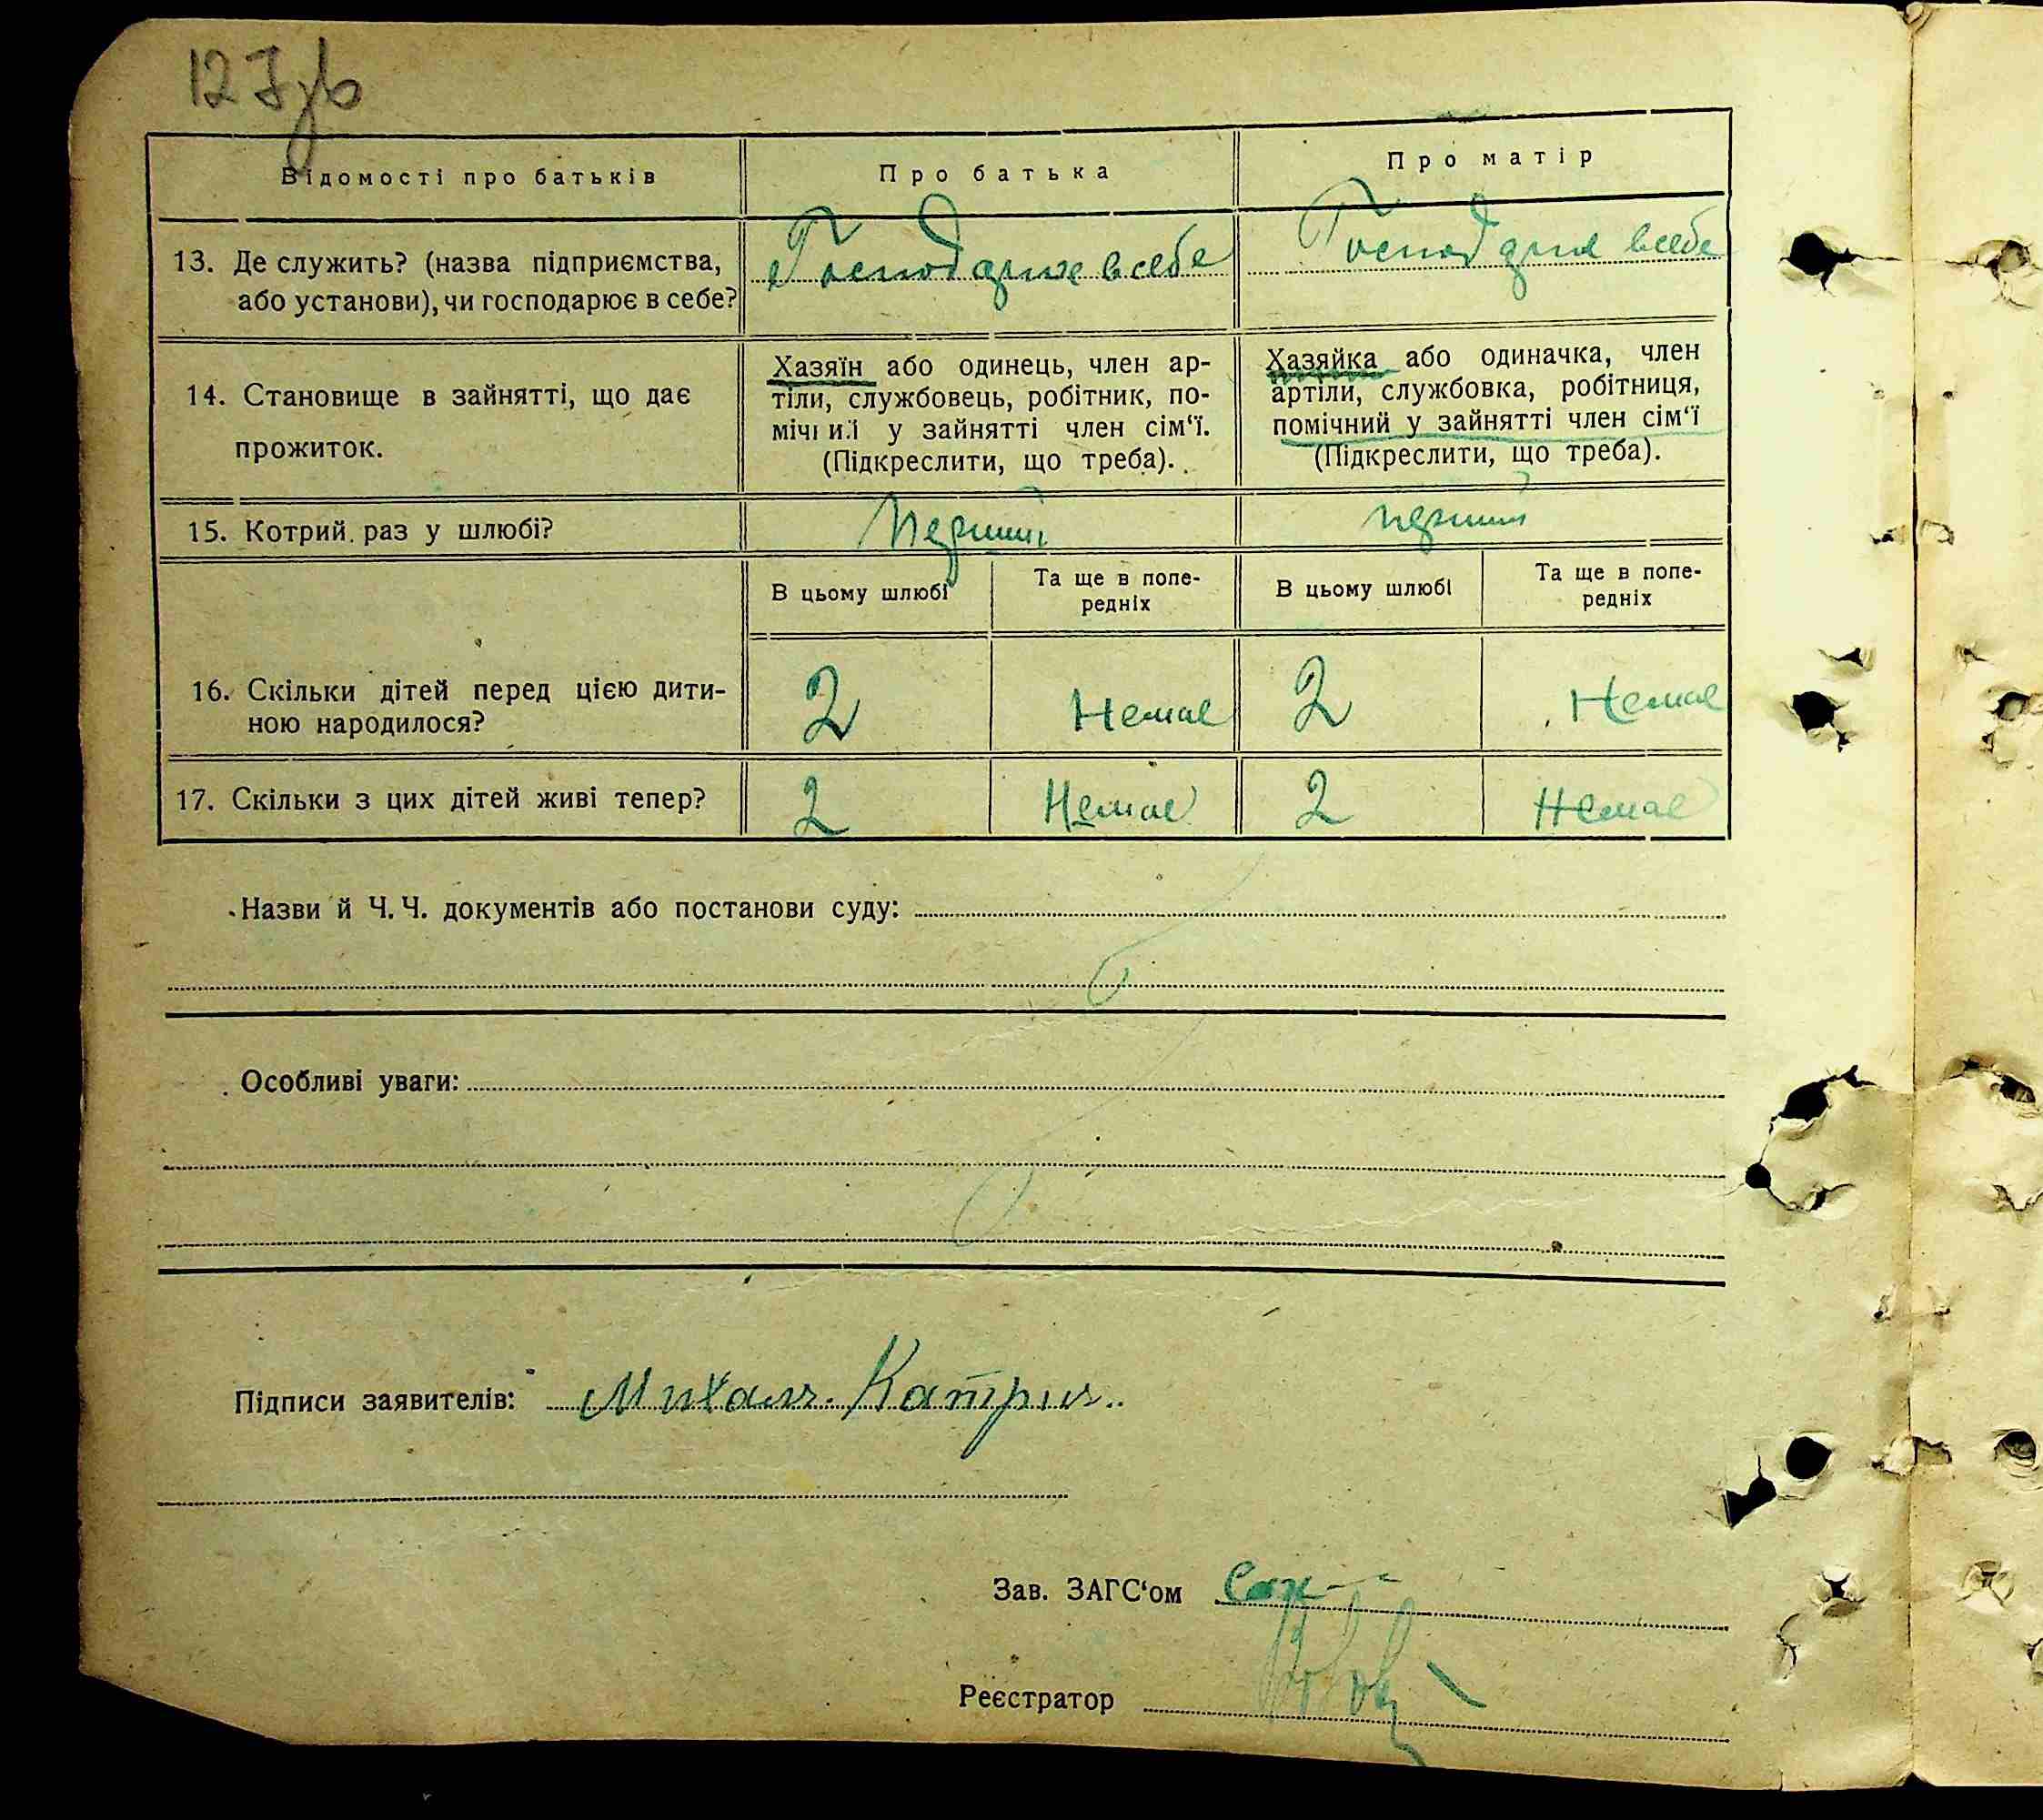 127зв
Відомості про батьків
Про батька
Про матір
13. Де служить? (назва підприємства,
або установи), чи господарює в себе?
Господарює в себе
Господарює в себе
14. Становище в зайнятті, що дає
прожиток.
Хазяїн або одинець, член ар-
тіли, службовець, робітник, по-
мічний у зайнятті член сім‘ї.
(Підкреслити, що треба).
Хазяйка або одиначка, член
артіли, службовка, робітниця,
помічний у зайнятті член сім‘ї
(Підкреслити, що треба).
15. Котрий раз у шлюбі?
Перший
перший
В цьому шлюбі
Та ще в попе-
редніх
В цьому шлюбі
Та ще в попе-
редніх
16. Скільки дітей перед цією дити-
ною народилося?
2
Немає
2
Немає
17. Скільки з цих дітей живі тепер?
2
Немає
2
Немає
Назви й Ч. Ч. документів або постанови суду:
Особливі уваги:
Підписи заявителів: Катрич
Зав. ЗАГС‘ом
Реєстратор